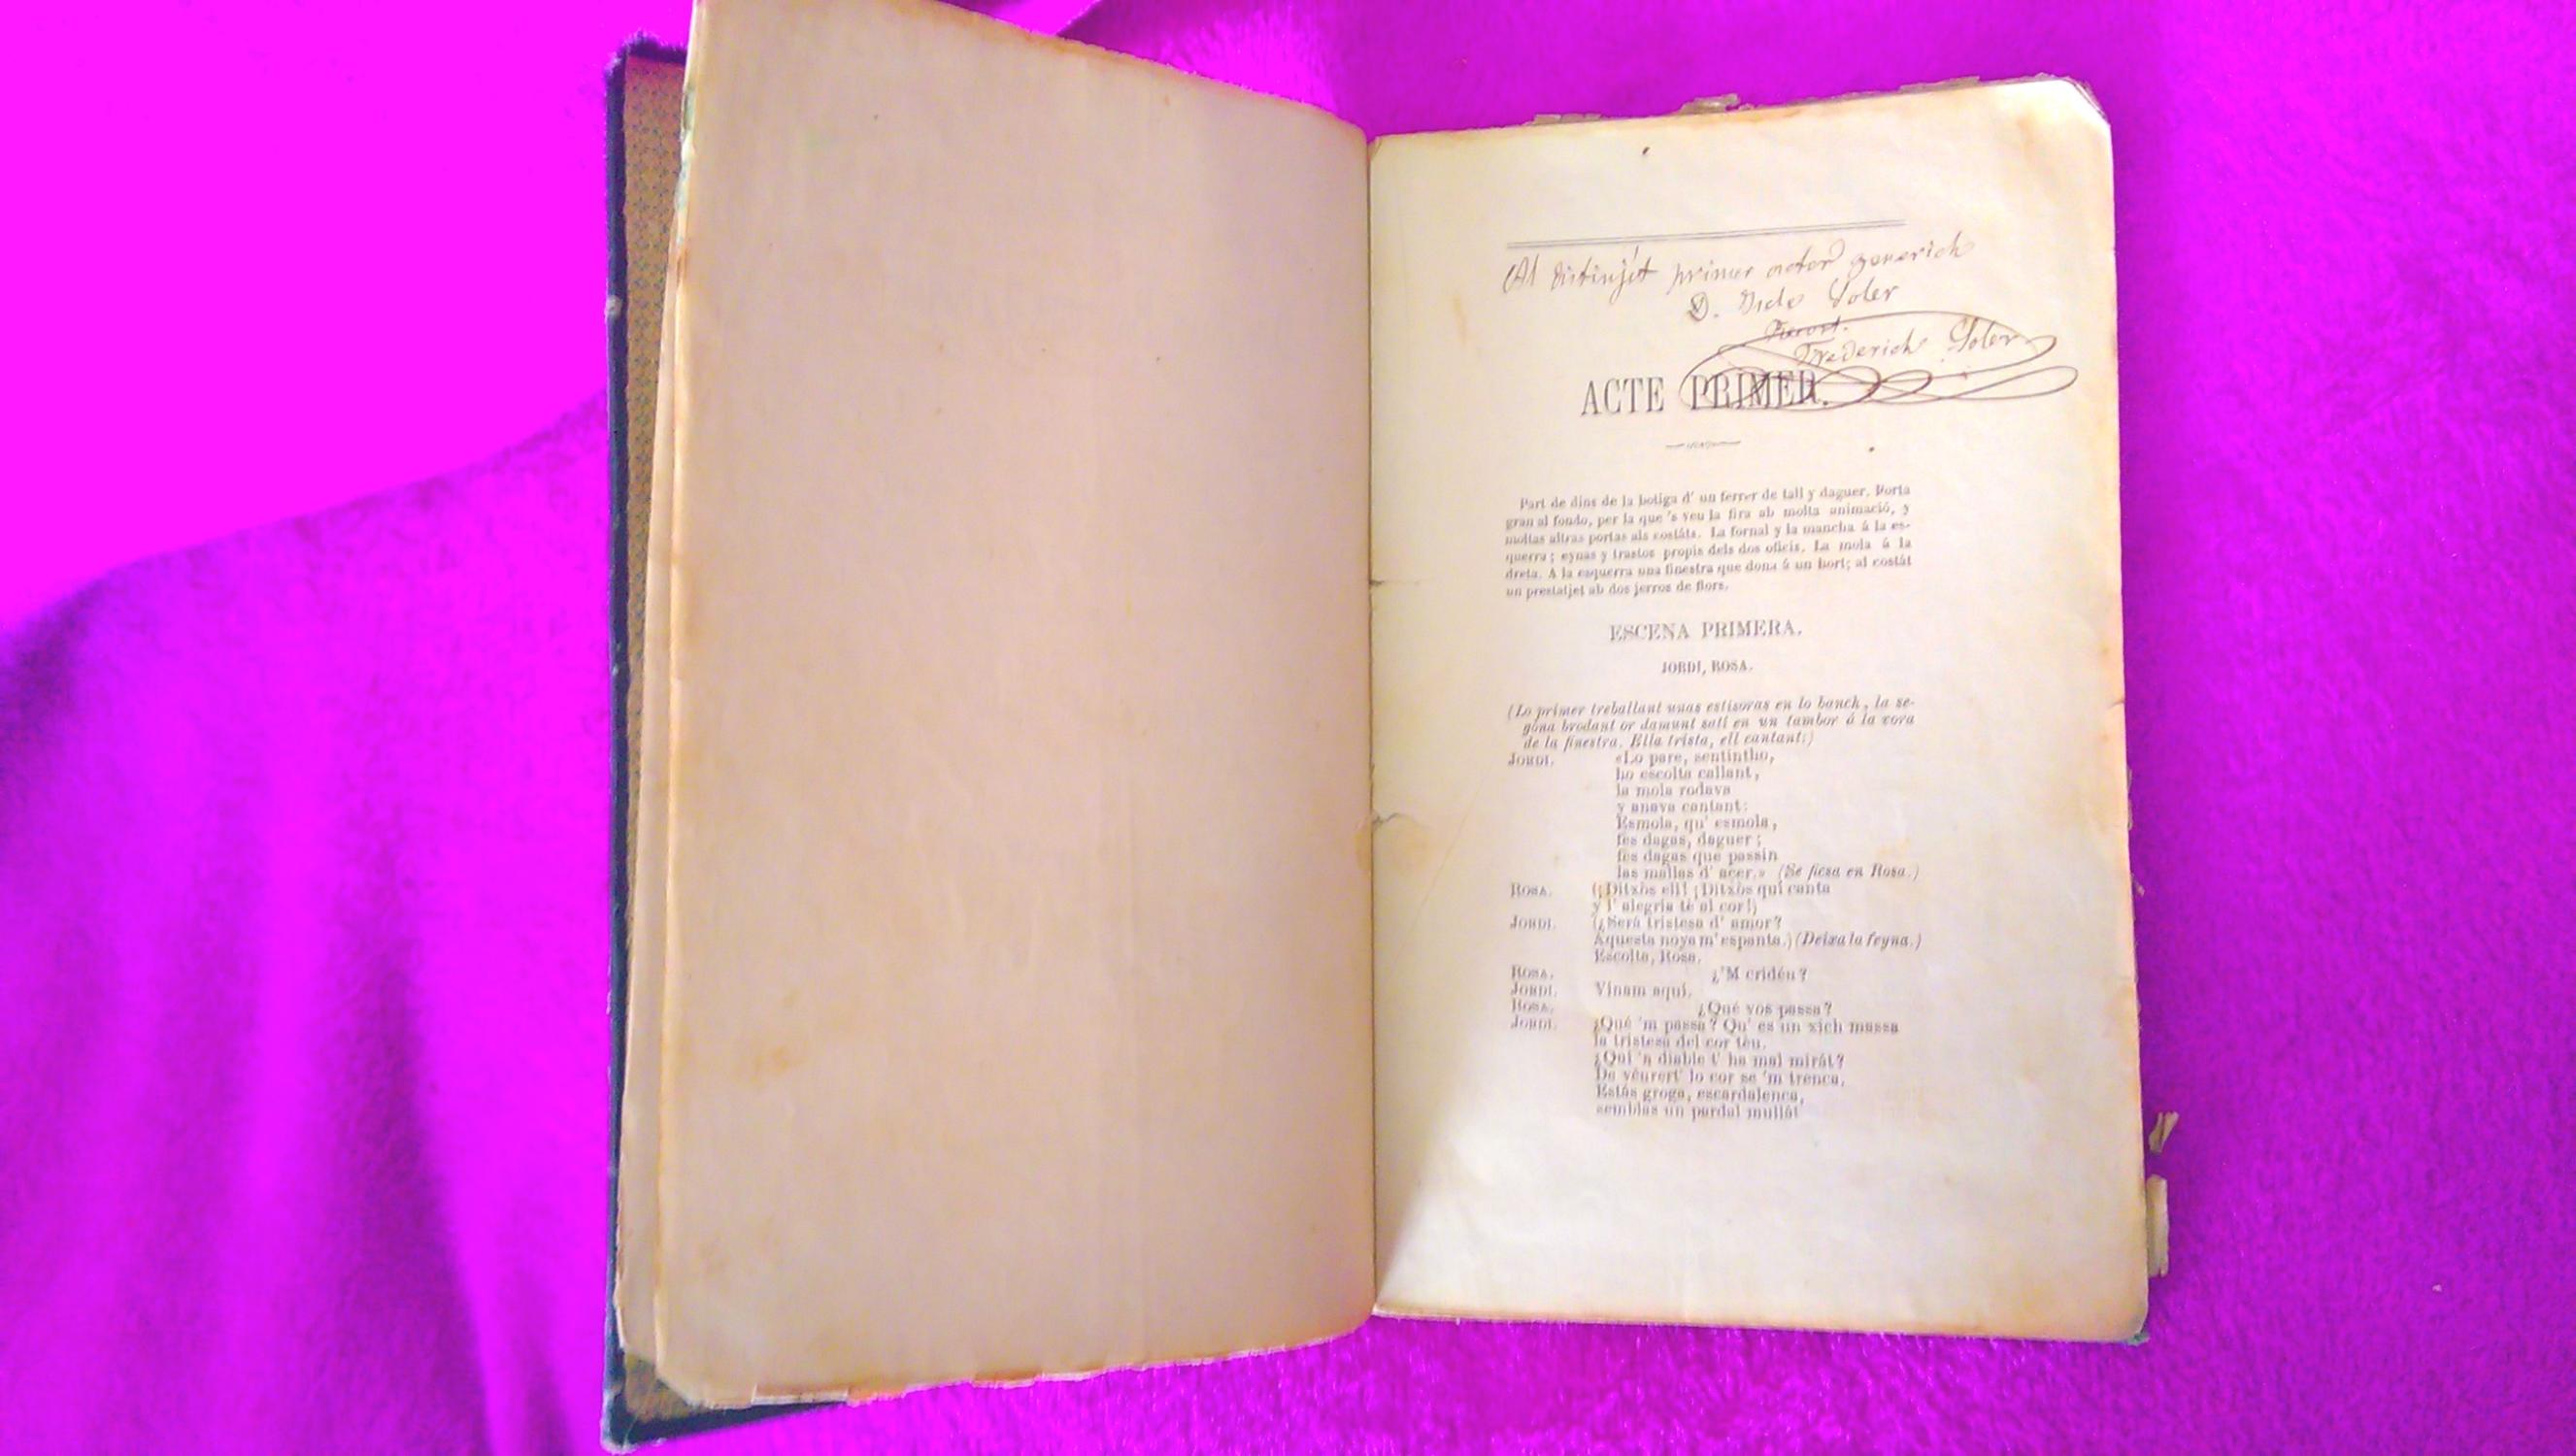 Al distinjit primer actor generich
D. Iscle Soler
Frederich Soler
ACTE PRIMER.
Part de dins de la botiga d' un ferrer de tall y daguer. Porta
gran al fondo, per la que 's veu la fira ab molta animació, y
moltas altras portas als costáts. La fornal y la mancha á la es-
querra; eynas y trastos propis dels dos oficis. La mola á la
dreta. A la esquerra una finestra que dona á un hort; al costát
un prestatjet ab dos jerros de flors.
ESCENA PRIMERA.
JORDI, ROSA.
(Lo primer treballant unas estisoras en lo banch, la se-
gona brodant or damunt satí en un tambor á la vora
de la finestra. Ella trista, ell cantant:)
JORDI. «Lo pare, sentintho,
ho escolta callant,
la mola rodava
y anava cantant:
Esmola, qu' esmola,
fes dagas, daguer;
fes dagas que passin
las mallas d' acer.» (Se ficsa en Rosa.)
ROSA. (¡Ditxòs ell! ¡Ditxòs qui canta
y l' alegría té al cor!)
JORDI. (¿Será tristesa d' amor?
Aquesta noya m' espanta.) (Deixa la feyna.)
Escolta, Rosa.
ROSA. ¿'M cridéu?
JORDI. Vínam aquí.
ROSA. ¿Qué vos passa?
JORDI. ¿Qué 'm passa? Qu' es un xich massa
la tristesa del cor tèu.
¿Qui 'n diable t' ha mal mirát?
De véurert' lo cor se 'm trenca.
Estás groga, escardalenca,
semblas un pardal mullát